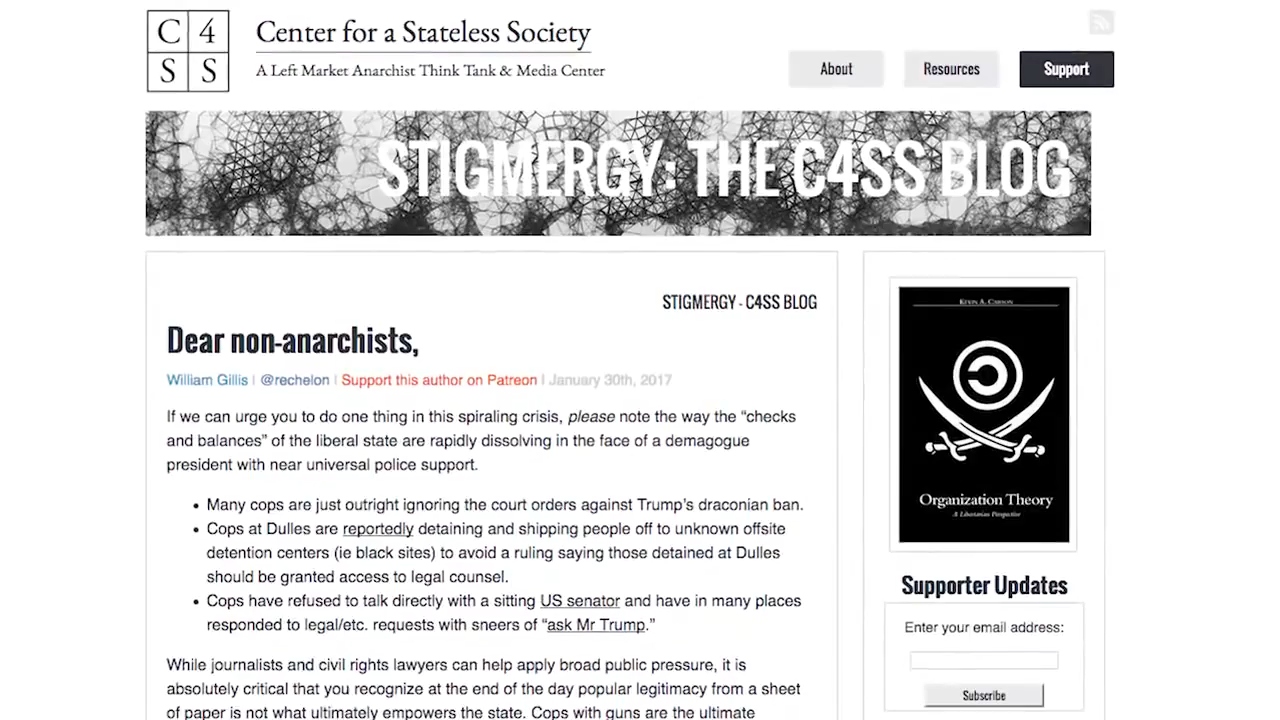 C 4
S S
Center for a Stateless Society
A Left Market Anarchist Think Tank & Media Center
About
Resources
Support
STIGMERGY: THE C4SS BLOG
STIGMERGY - C4SS BLOG
Dear non-anarchists,
William Gillis | @rechelon | Support this author on Patreon | January 30th, 2017
If we can urge you to do one thing in this spiraling crisis, please note the way the “checks
and balances” of the liberal state are rapidly dissolving in the face of a demagogue
president with near universal police support.
• Many cops are just outright ignoring the court orders against Trump’s draconian ban.
• Cops at Dulles are reportedly detaining and shipping people off to unknown offsite
detention centers (ie black sites) to avoid a ruling saying those detained at Dulles
should be granted access to legal counsel.
• Cops have refused to talk directly with a sitting US senator and have in many places
responded to legal/etc. requests with sneers of “ask Mr Trump.”
While journalists and civil rights lawyers can help apply broad public pressure, it is
absolutely critical that you recognize at the end of the day popular legitimacy from a sheet
of paper is not what ultimately empowers the state. Cops with guns are the ultimate
Kevin A. Carson
Organization Theory
A Libertarian Perspective
Supporter Updates
Enter your email address:
Subscribe